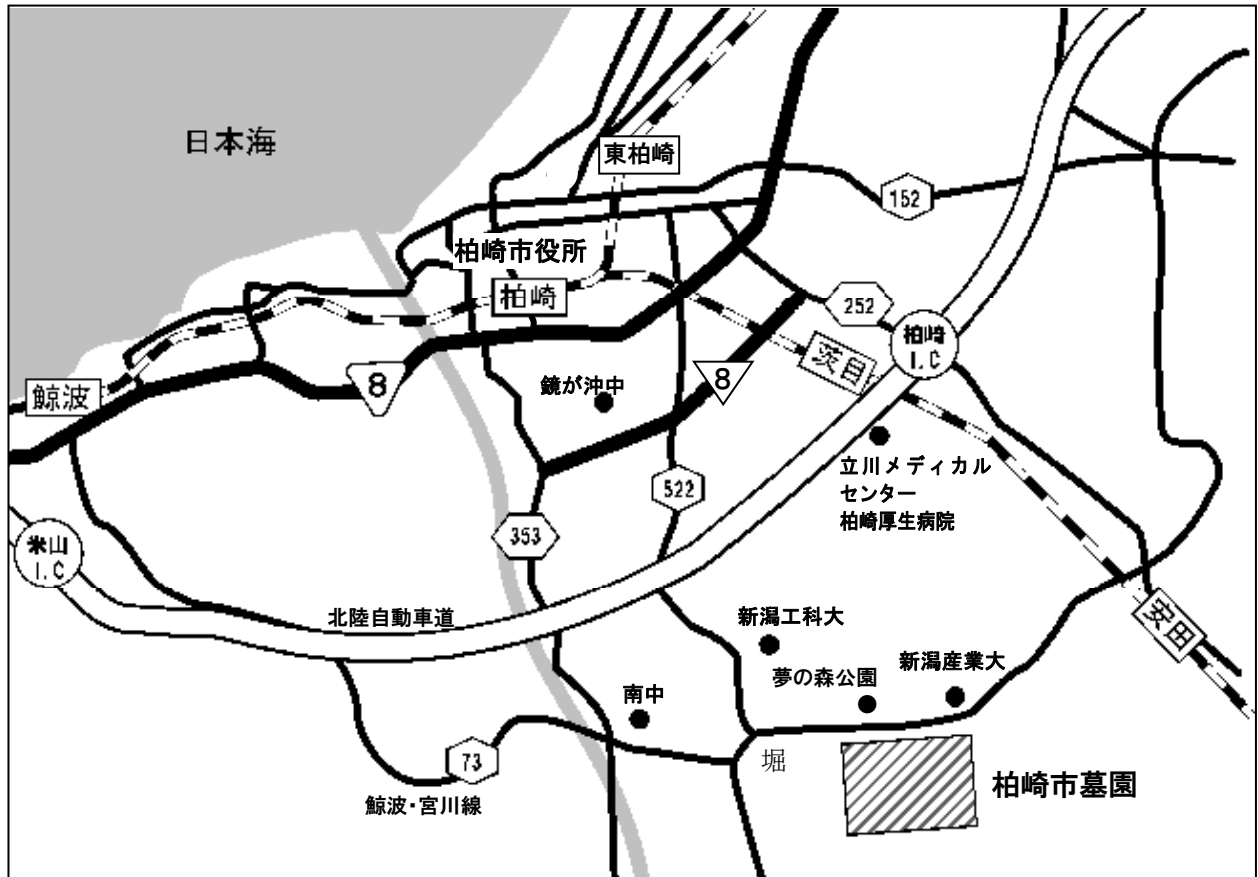 日本海
東柏崎
152
柏崎市役所
柏崎
252
柏崎
I.C
茨目
8
8
鯨波
鏡が沖中
立川メディカル
センター
柏崎厚生病院
522
353
米山
I.C
北陸自動車道
新潟工科大
安田
夢の森公園
新潟産業大
南中
堀
73
柏崎市墓園
鯨波・宮川線